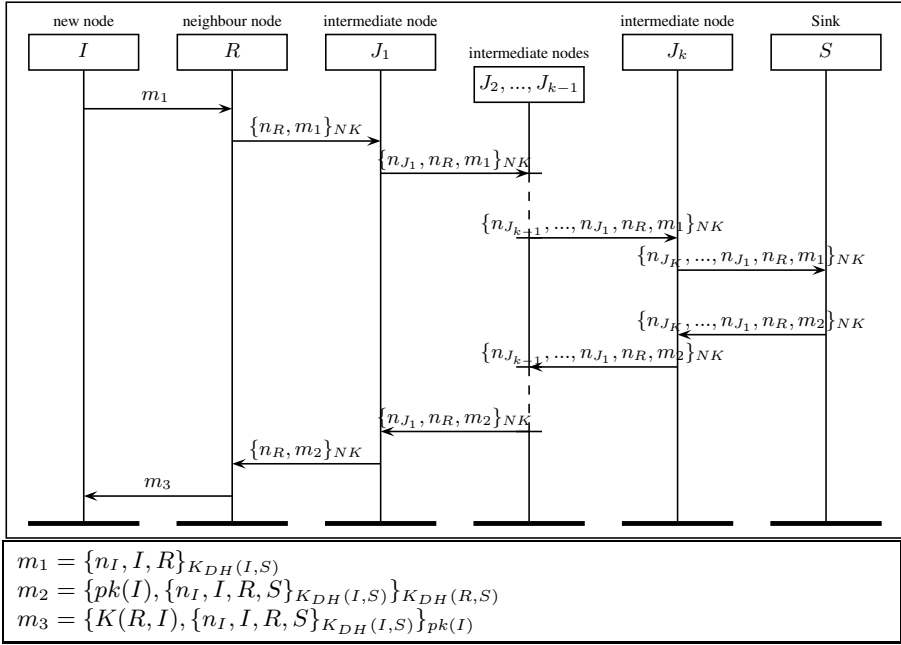 new node neighbour node intermediate node intermediate node Sink
I R J_1 intermediate nodes J_k S
J_2, ..., J_{k−1}
m_1
{n_R, m_1}_{NK}
{n_{J_1}, n_R, m_1}_{NK}
{n_{J_{k−1}}, ..., n_{J_1}, n_R, m_1}_{NK}
{n_{J_K}, ..., n_{J_1}, n_R, m_1}_{NK}
{n_{J_K}, ..., n_{J_1}, n_R, m_2}_{NK}
{n_{J_{k−1}}, ..., n_{J_1}, n_R, m_2}_{NK}
{n_{J_1}, n_R, m_2}_{NK}
{n_R, m_2}_{NK}
m_3
m_1 = {n_I, I, R}_{K_{DH}(I,S)}
m_2 = {pk(I), {n_I, I, R, S}_{K_{DH}(I,S)}}_{K_{DH}(R,S)}
m_3 = {K(R, I), {n_I, I, R, S}_{K_{DH}(I,S)}}_{pk(I)}